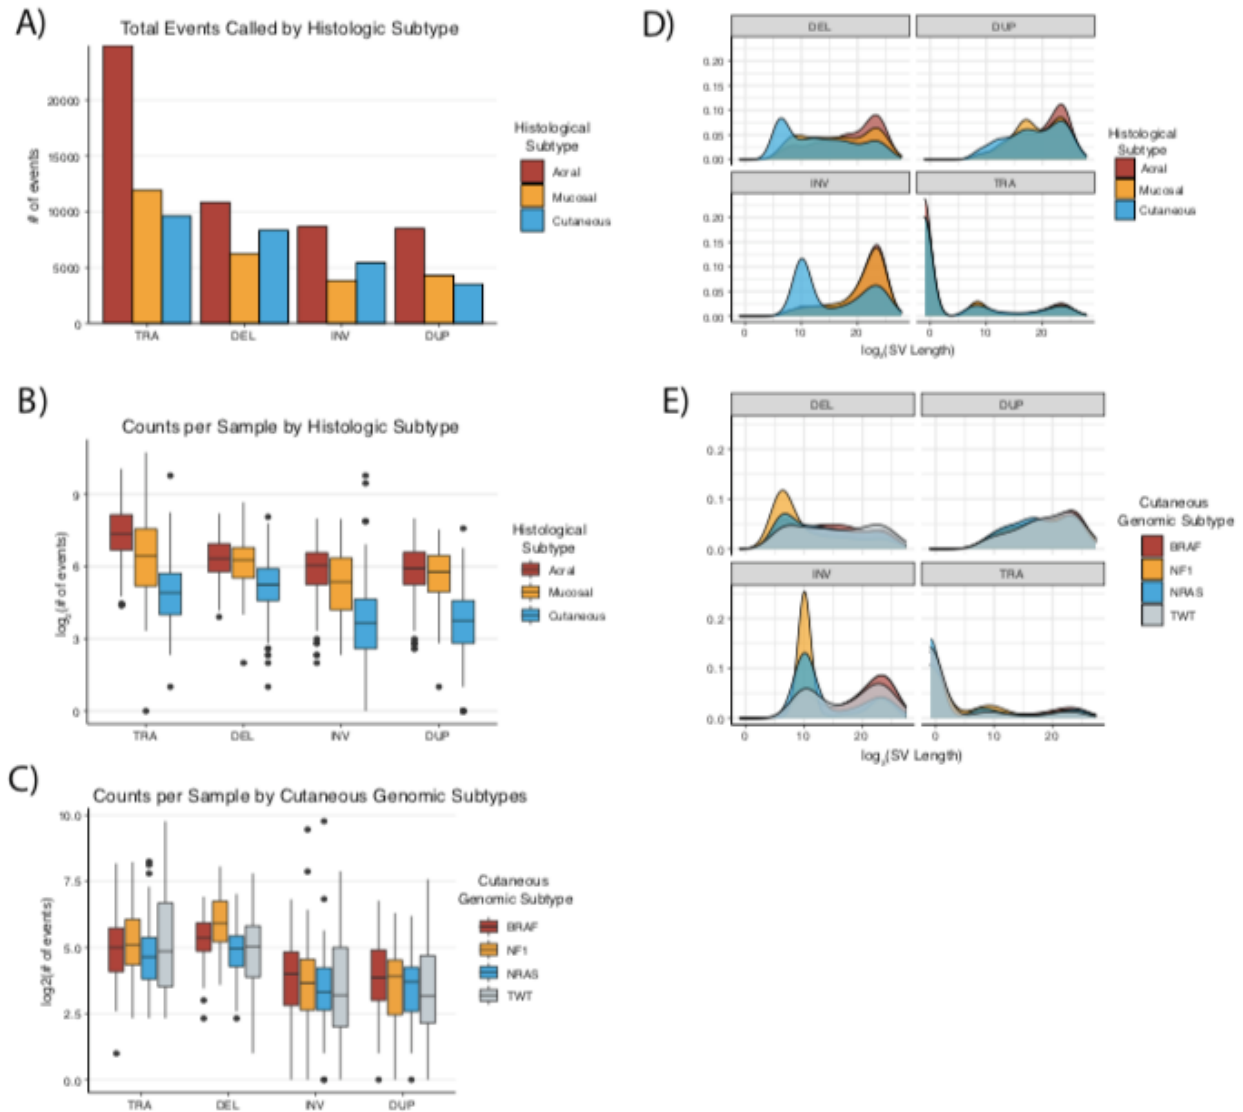 A)
Total Events Called by Histologic Subtype
# of events
20000
15000
10000
5000
0
TRA DEL INV DUP
Histological
Subtype
Acral
Mucosal
Cutaneous
B)
Counts per Sample by Histologic Subtype
log2(# of events)
9
6
3
0
TRA DEL INV DUP
Histological
Subtype
Acral
Mucosal
Cutaneous
C)
Counts per Sample by Cutaneous Genomic Subtypes
log2(# of events)
10.0
7.5
5.0
2.5
0.0
TRA DEL INV DUP
Cutaneous
Genomic Subtype
BRAF
NF1
NRAS
TWT
D)
DEL DUP
0.20
0.15
0.10
0.05
0.00
INV TRA
0.20
0.15
0.10
0.05
0.00
0 10 20 0 10 20
log2(SV Length)
Histological
Subtype
Acral
Mucosal
Cutaneous
E)
DEL DUP
0.2
0.1
0.0
INV TRA
0.2
0.1
0.0
0 10 20 0 10 20
log2(SV Length)
Cutaneous
Genomic Subtype
BRAF
NF1
NRAS
TWT